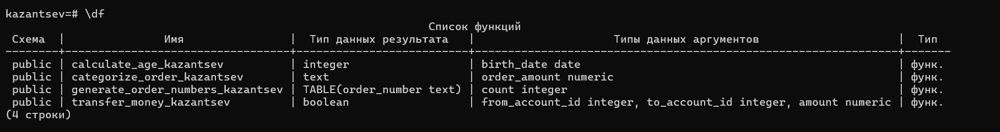 kazantsev=# \df
Список функций
Схема | Имя | Тип данных результата | Типы данных аргументов | Тип
--------+----------------------------------+--------------------------+----------------------------------------------------------------+-------
public | calculate_age_kazantsev | integer | birth_date date | функ.
public | categorize_order_kazantsev | text | order_amount numeric | функ.
public | generate_order_numbers_kazantsev | TABLE(order_number text) | count integer | функ.
public | transfer_money_kazantsev | boolean | from_account_id integer, to_account_id integer, amount numeric | функ.
(4 строки)